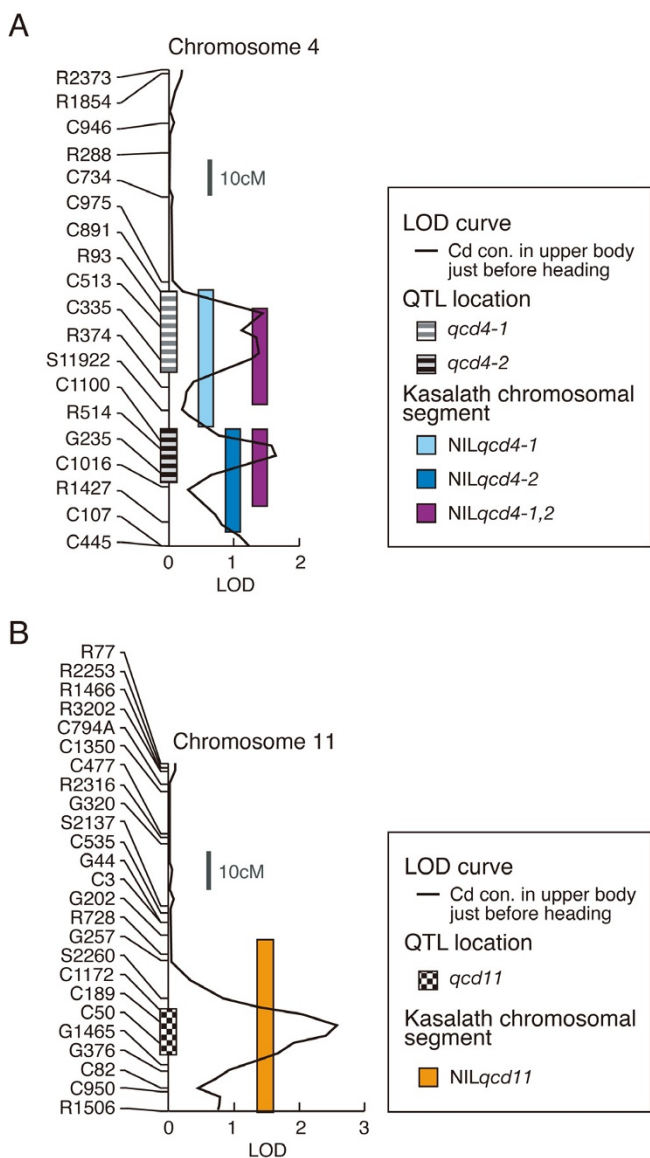 A
Chromosome 4
R2373
R1854
C946
R288
C734
C975
C891
R93
C513
C335
R374
S11922
C1100
R514
G235
C1016
R1427
C107
C445
10cM
0 1 2
LOD
LOD curve
Cd con. in upper body
just before heading
QTL location
qcd4-1
qcd4-2
Kasalath chromosomal
segment
NILqcd4-1
NILqcd4-2
NILqcd4-1,2
B
Chromosome 11
R77
R2253
R1466
R3202
C794A
C1350
C477
R2316
G320
S2137
C535
G44
C3
G202
R728
G257
S2260
C1172
C189
C50
G1465
G376
C82
C950
R1506
10cM
0 1 2 3
LOD
LOD curve
Cd con. in upper body
just before heading
QTL location
qcd11
Kasalath chromosomal
segment
NILqcd11